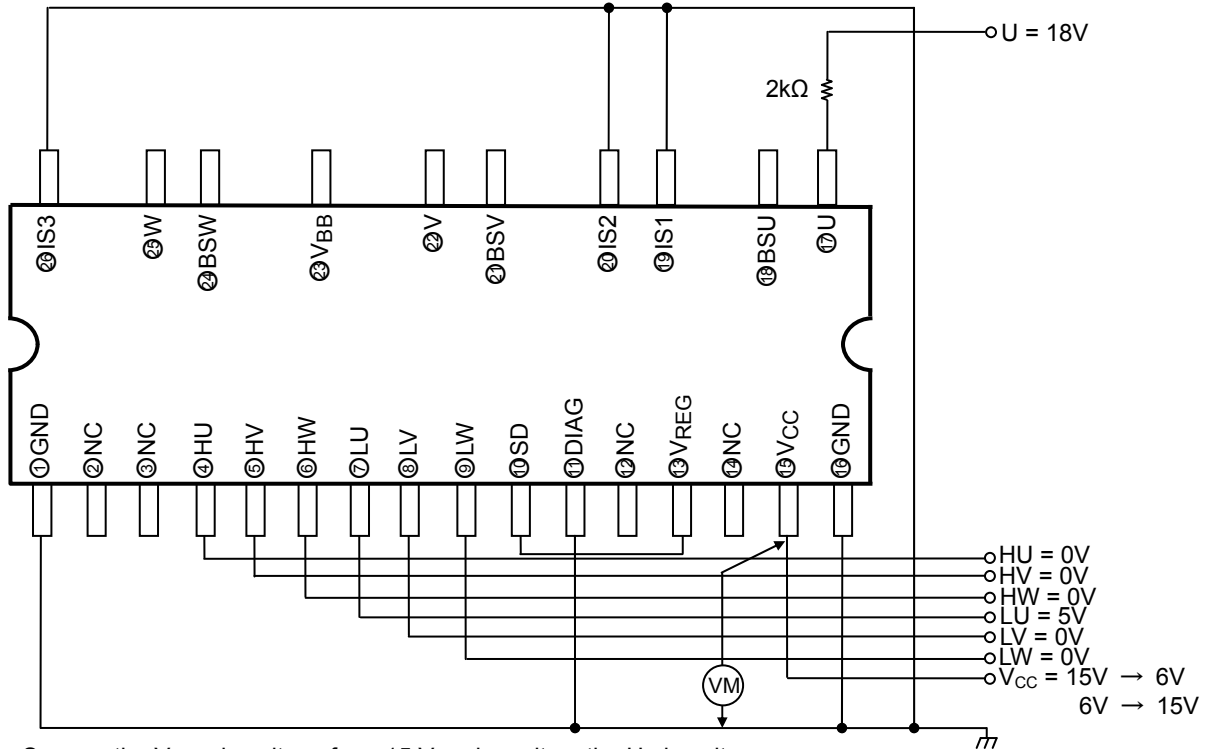 U = 18V
2kΩ
26IS3
25W
24BSW
23VBB
22V
21BSV
20IS2
19IS1
18BSU
17U
1GND
2NC
3NC
4HU
5HV
6HW
7LU
8LV
9LW
10SD
11DIAG
12NC
13VREG
14NC
15VCC
16GND
HU = 0V
HV = 0V
HW = 0V
LU = 5V
LV = 0V
LW = 0V
VM
VCC = 15V → 6V
6V → 15V